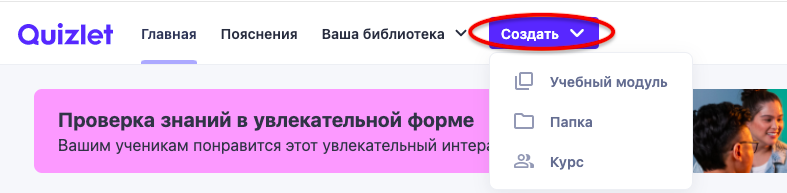 Quizlet Главная Пояснения Ваша библиотека Создать
Учебный модуль
Папка
Курс
Проверка знаний в увлекательной форме
Вашим ученикам понравится этот увлекательный